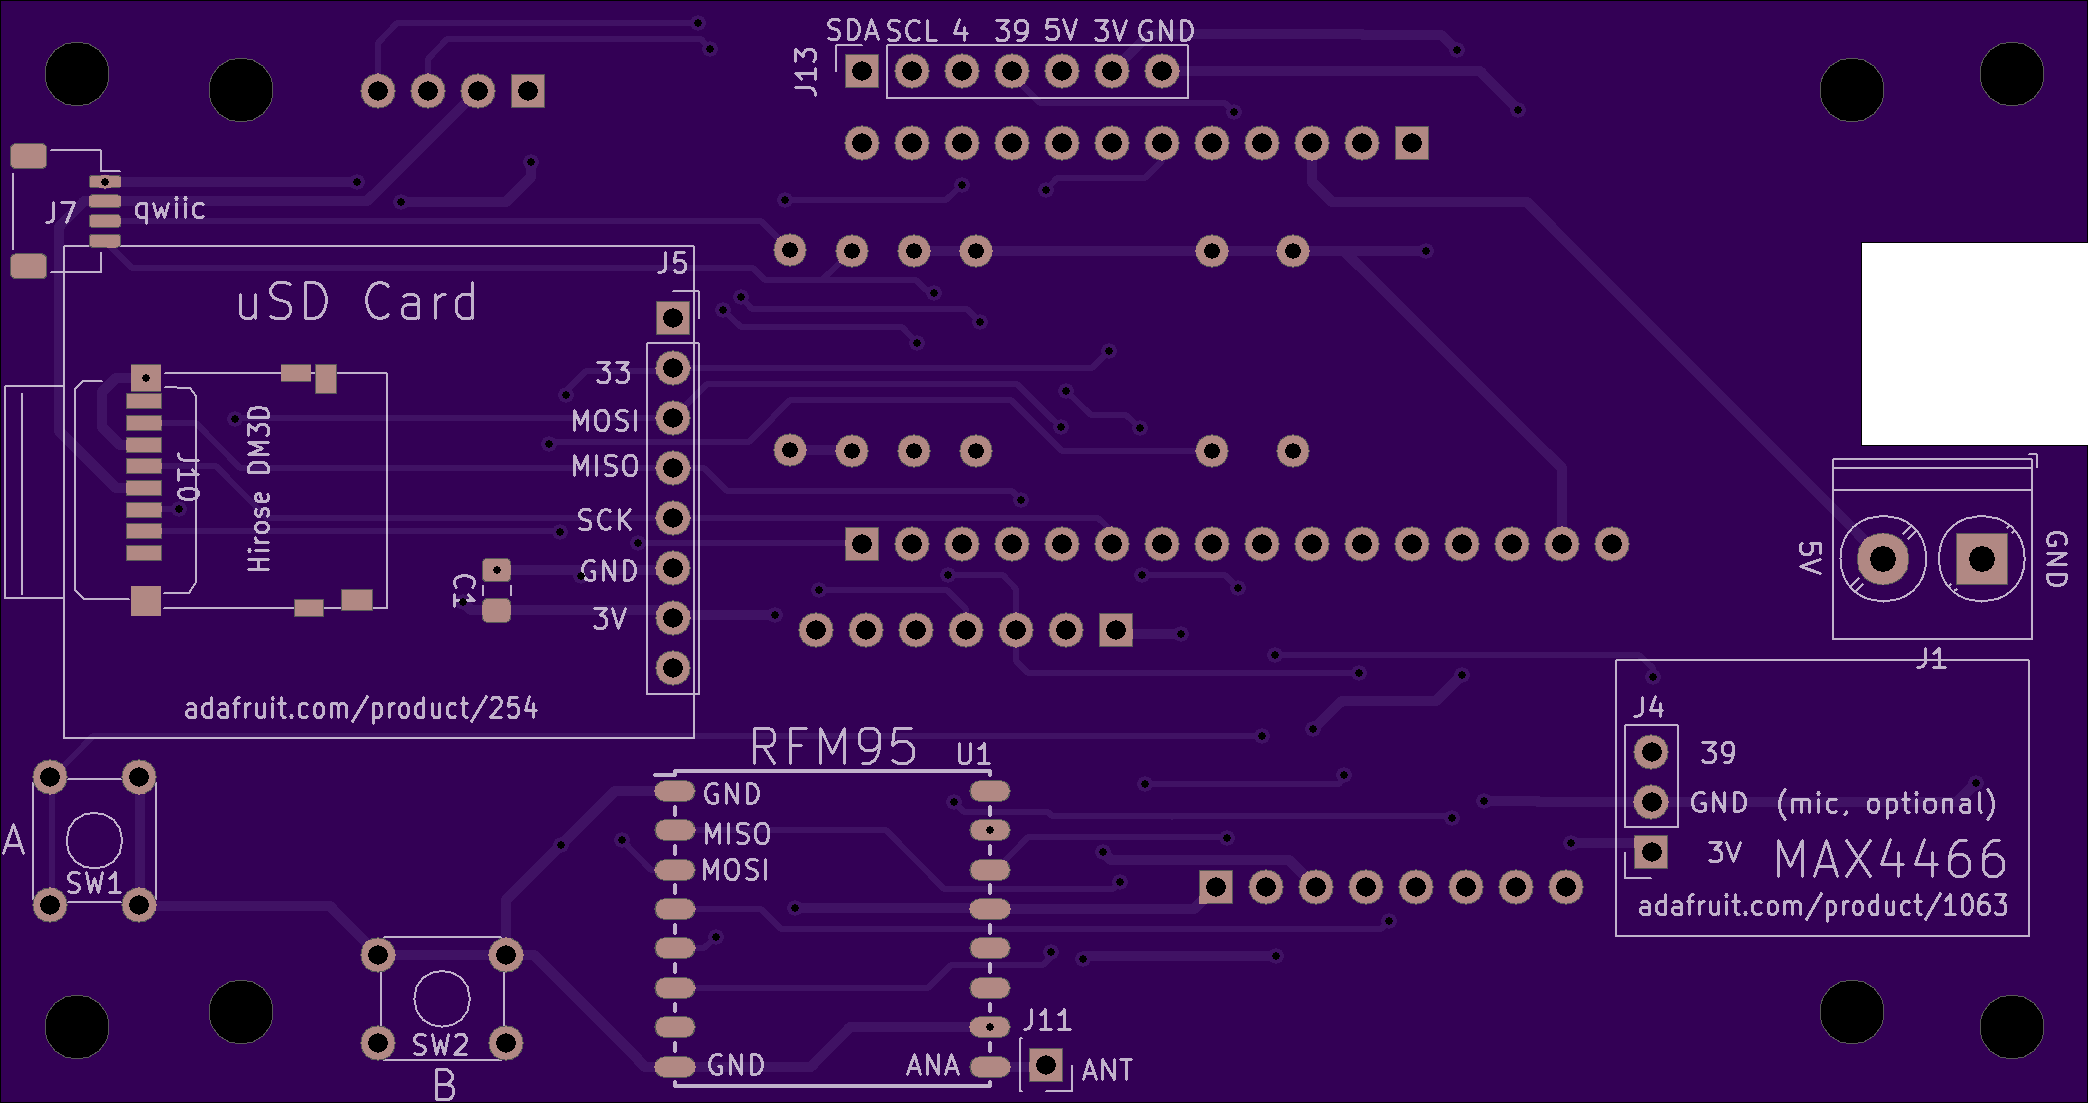 SDA SCL 4 39 5V 3V GND
J13
J7 qwiic
J5
uSD Card
33
MOSI
MISO
SCK
GND
3V
J10
Hirose DM3D
C1
adafruit.com/product/254
5V
GND
J1
J4
39
GND (mic, optional)
3V MAX4466
adafruit.com/product/1063
RFM95 U1
GND
MISO
MOSI
GND
ANA
J11
ANT
A
SW1
SW2
B